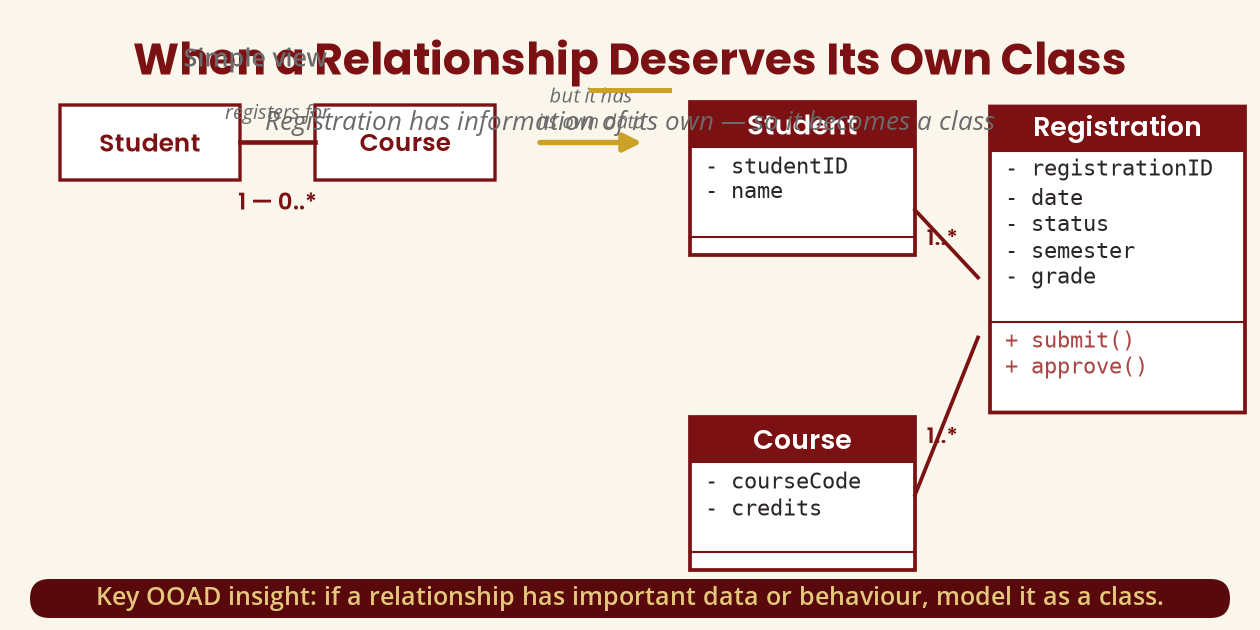 When a Relationship Deserves Its Own Class
Simple view
Registration has information of its own — so it becomes a class
registers for
Student
Course
1 — 0..*
but it has
its own data
Student
- studentID
- name
1..*
Course
- courseCode
- credits
1..*
Registration
- registrationID
- date
- status
- semester
- grade
+ submit()
+ approve()
Key OOAD insight: if a relationship has important data or behaviour, model it as a class.